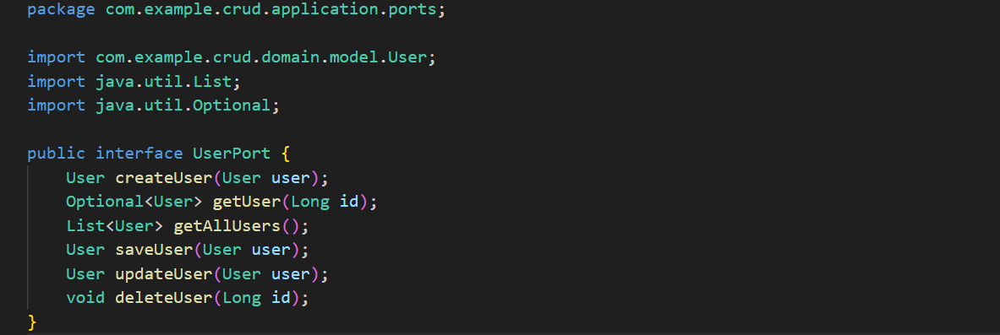 package com.example.crud.application.ports;
import com.example.crud.domain.model.User;
import java.util.List;
import java.util.Optional;
public interface UserPort {
User createUser(User user);
Optional<User> getUser(Long id);
List<User> getAllUsers();
User saveUser(User user);
User updateUser(User user);
void deleteUser(Long id);
}